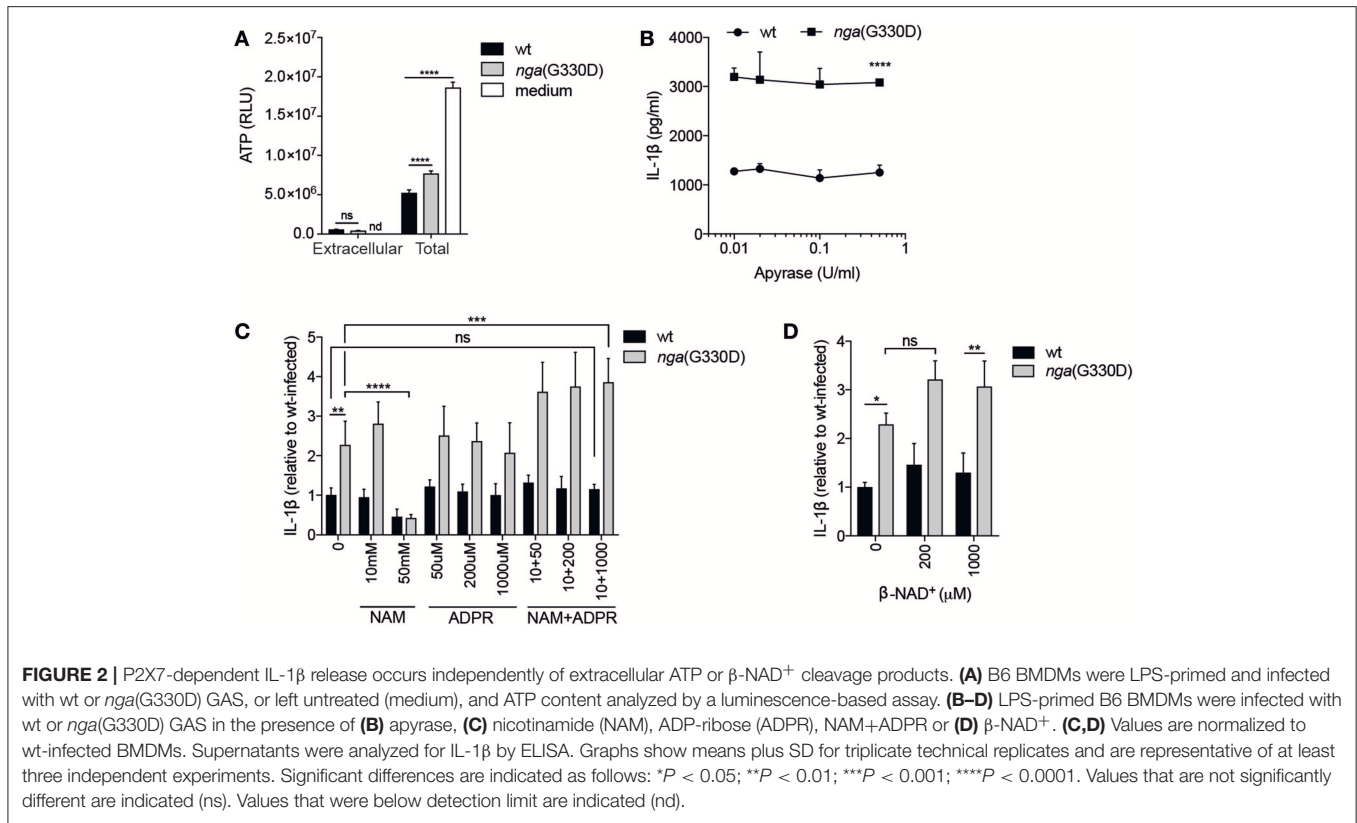 A
2.5×10⁷
2.0×10⁷
1.5×10⁷
1.0×10⁷
5.0×10⁶
0.0
ATP (RLU)
ns
nd
****
****
Extracellular
Total
wt
nga(G330D)
medium
B
wt
nga(G330D)
4000
3000
2000
1000
0
IL-1β (pg/ml)
****
0.01
0.1
1
Apyrase (U/ml)
C
5
4
3
2
1
0
IL-1β (relative to wt-infected)
***
ns
****
**
wt
nga(G330D)
0
10mM
50mM
50uM
200uM
1000uM
10+50
10+200
10+1000
NAM
ADPR
NAM+ADPR
D
4
3
2
1
0
IL-1β (relative to wt-infected)
ns
**
*
wt
nga(G330D)
0
200
1000
β-NAD⁺ (μM)
FIGURE 2 | P2X7-dependent IL-1β release occurs independently of extracellular ATP or β-NAD⁺ cleavage products. (A) B6 BMDMs were LPS-primed and infected
with wt or nga(G330D) GAS, or left untreated (medium), and ATP content analyzed by a luminescence-based assay. (B–D) LPS-primed B6 BMDMs were infected with
wt or nga(G330D) GAS in the presence of (B) apyrase, (C) nicotinamide (NAM), ADP-ribose (ADPR), NAM+ADPR or (D) β-NAD⁺. (C,D) Values are normalized to
wt-infected BMDMs. Supernatants were analyzed for IL-1β by ELISA. Graphs show means plus SD for triplicate technical replicates and are representative of at least
three independent experiments. Significant differences are indicated as follows: *P < 0.05; **P < 0.01; ***P < 0.001; ****P < 0.0001. Values that are not significantly
different are indicated (ns). Values that were below detection limit are indicated (nd).